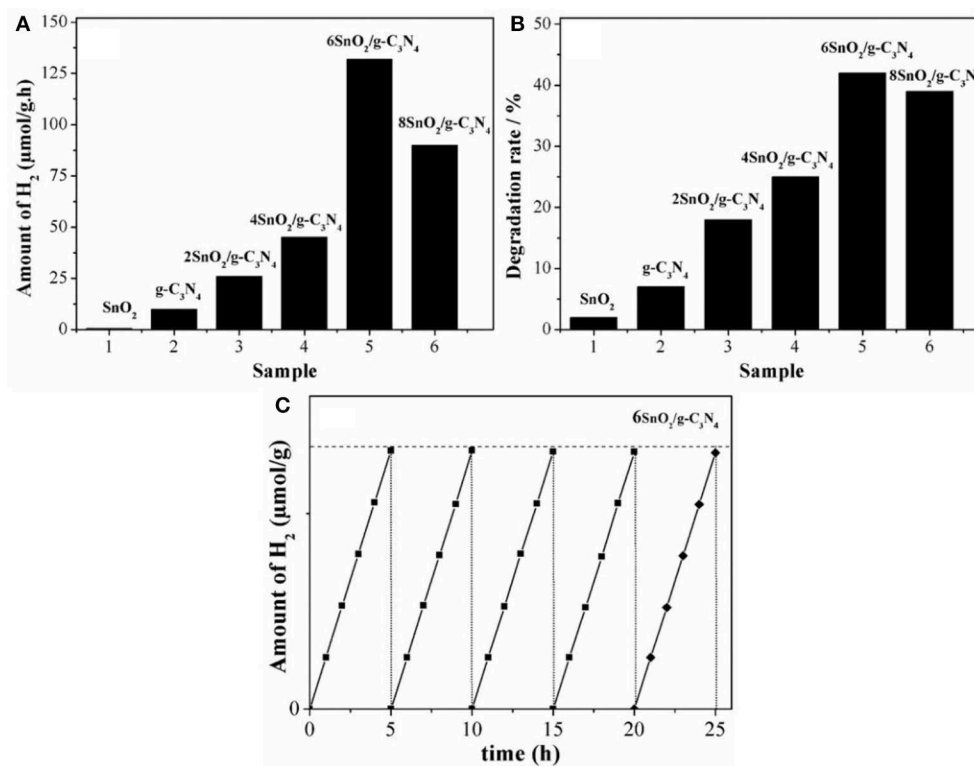 A
Amount of H₂ (μmol/g.h)
150
125
100
75
50
25
0
SnO₂
g-C₃N₄
2SnO₂/g-C₃N₄
4SnO₂/g-C₃N₄
6SnO₂/g-C₃N₄
8SnO₂/g-C₃N₄
1 2 3 4 5 6
Sample
B
Degradation rate / %
50
40
30
20
10
0
SnO₂
g-C₃N₄
2SnO₂/g-C₃N₄
4SnO₂/g-C₃N₄
6SnO₂/g-C₃N₄
8SnO₂/g-C₃N
1 2 3 4 5 6
Sample
C
6SnO₂/g-C₃N₄
Amount of H₂ (μmol/g)
0
0 5 10 15 20 25
time (h)